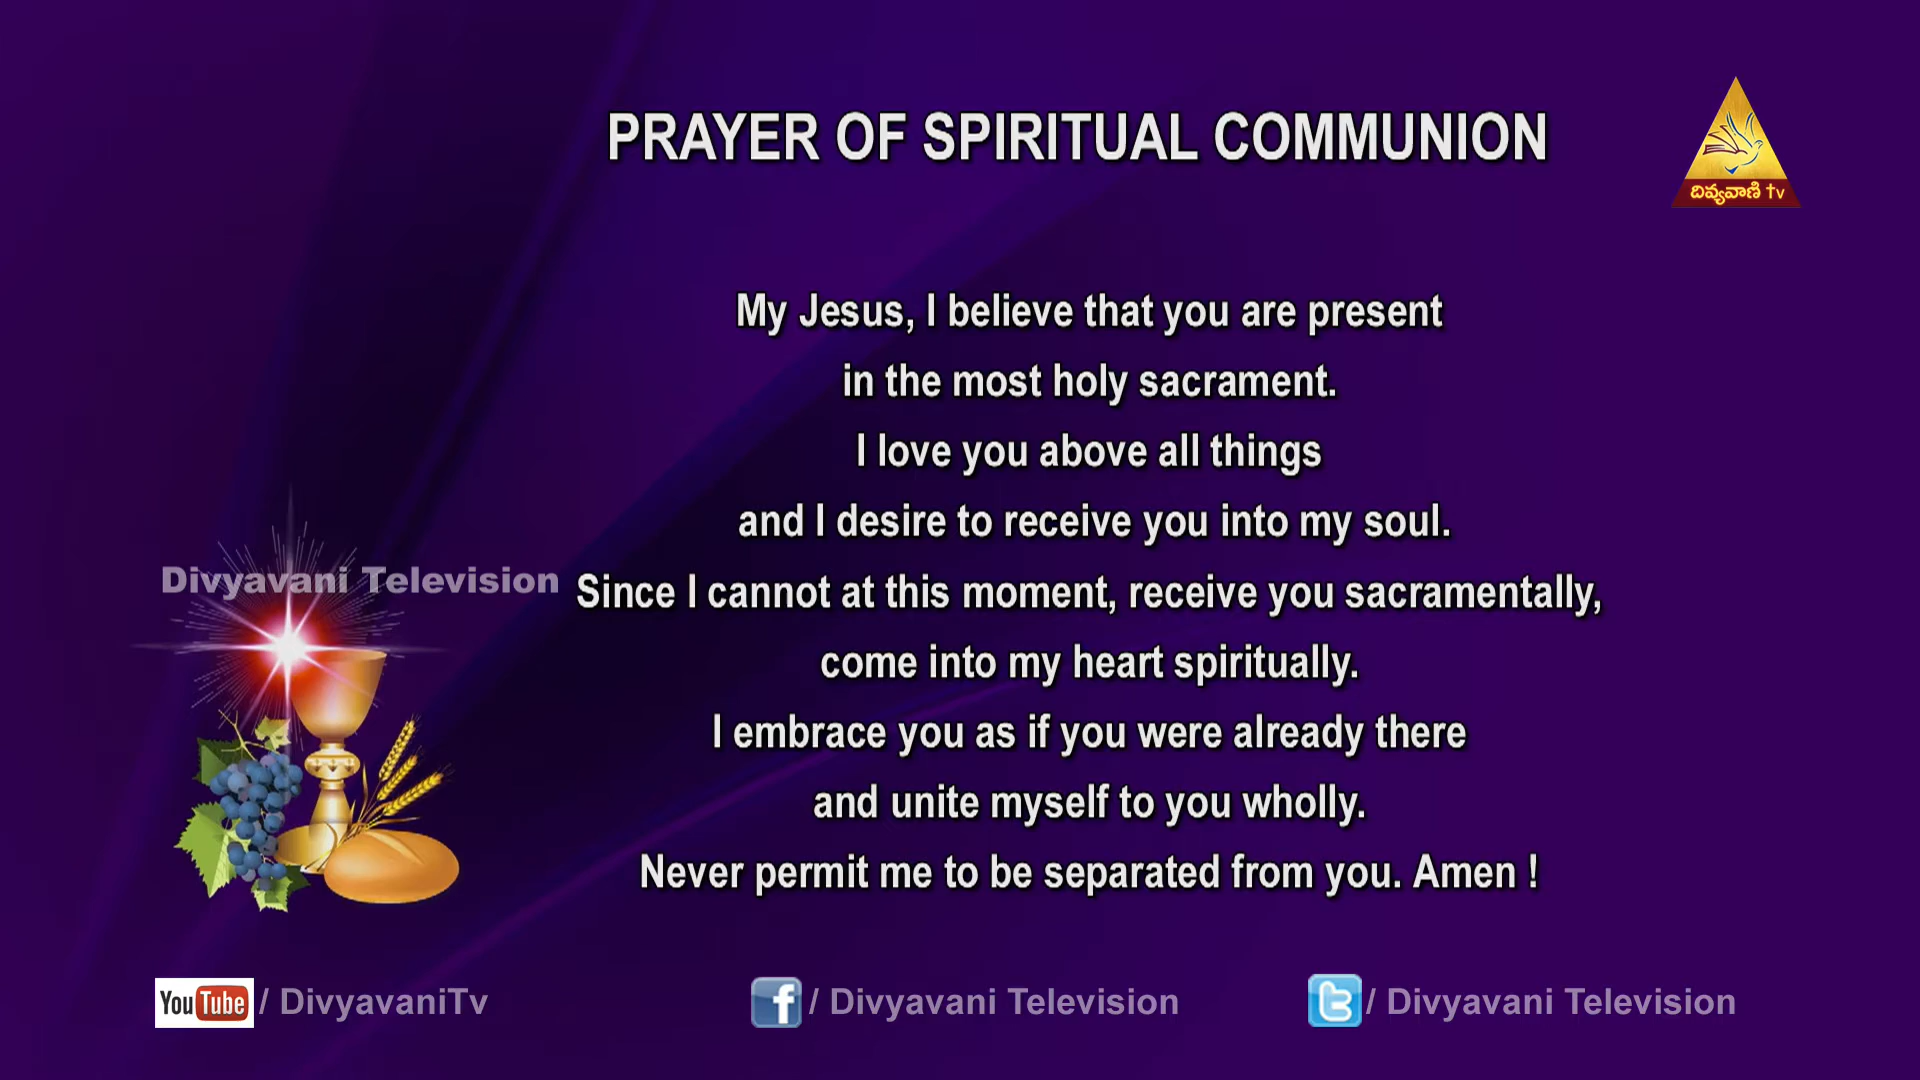 PRAYER OF SPIRITUAL COMMUNION
దివ్యవాణి tv
My Jesus, I believe that you are present
in the most holy sacrament.
I love you above all things
and I desire to receive you into my soul.
Divyavani Television
Since I cannot at this moment, receive you sacramentally,
come into my heart spiritually.
I embrace you as if you were already there
and unite myself to you wholly.
Never permit me to be separated from you. Amen !
YouTube / DivyavaniTv
f / Divyavani Television
t / Divyavani Television